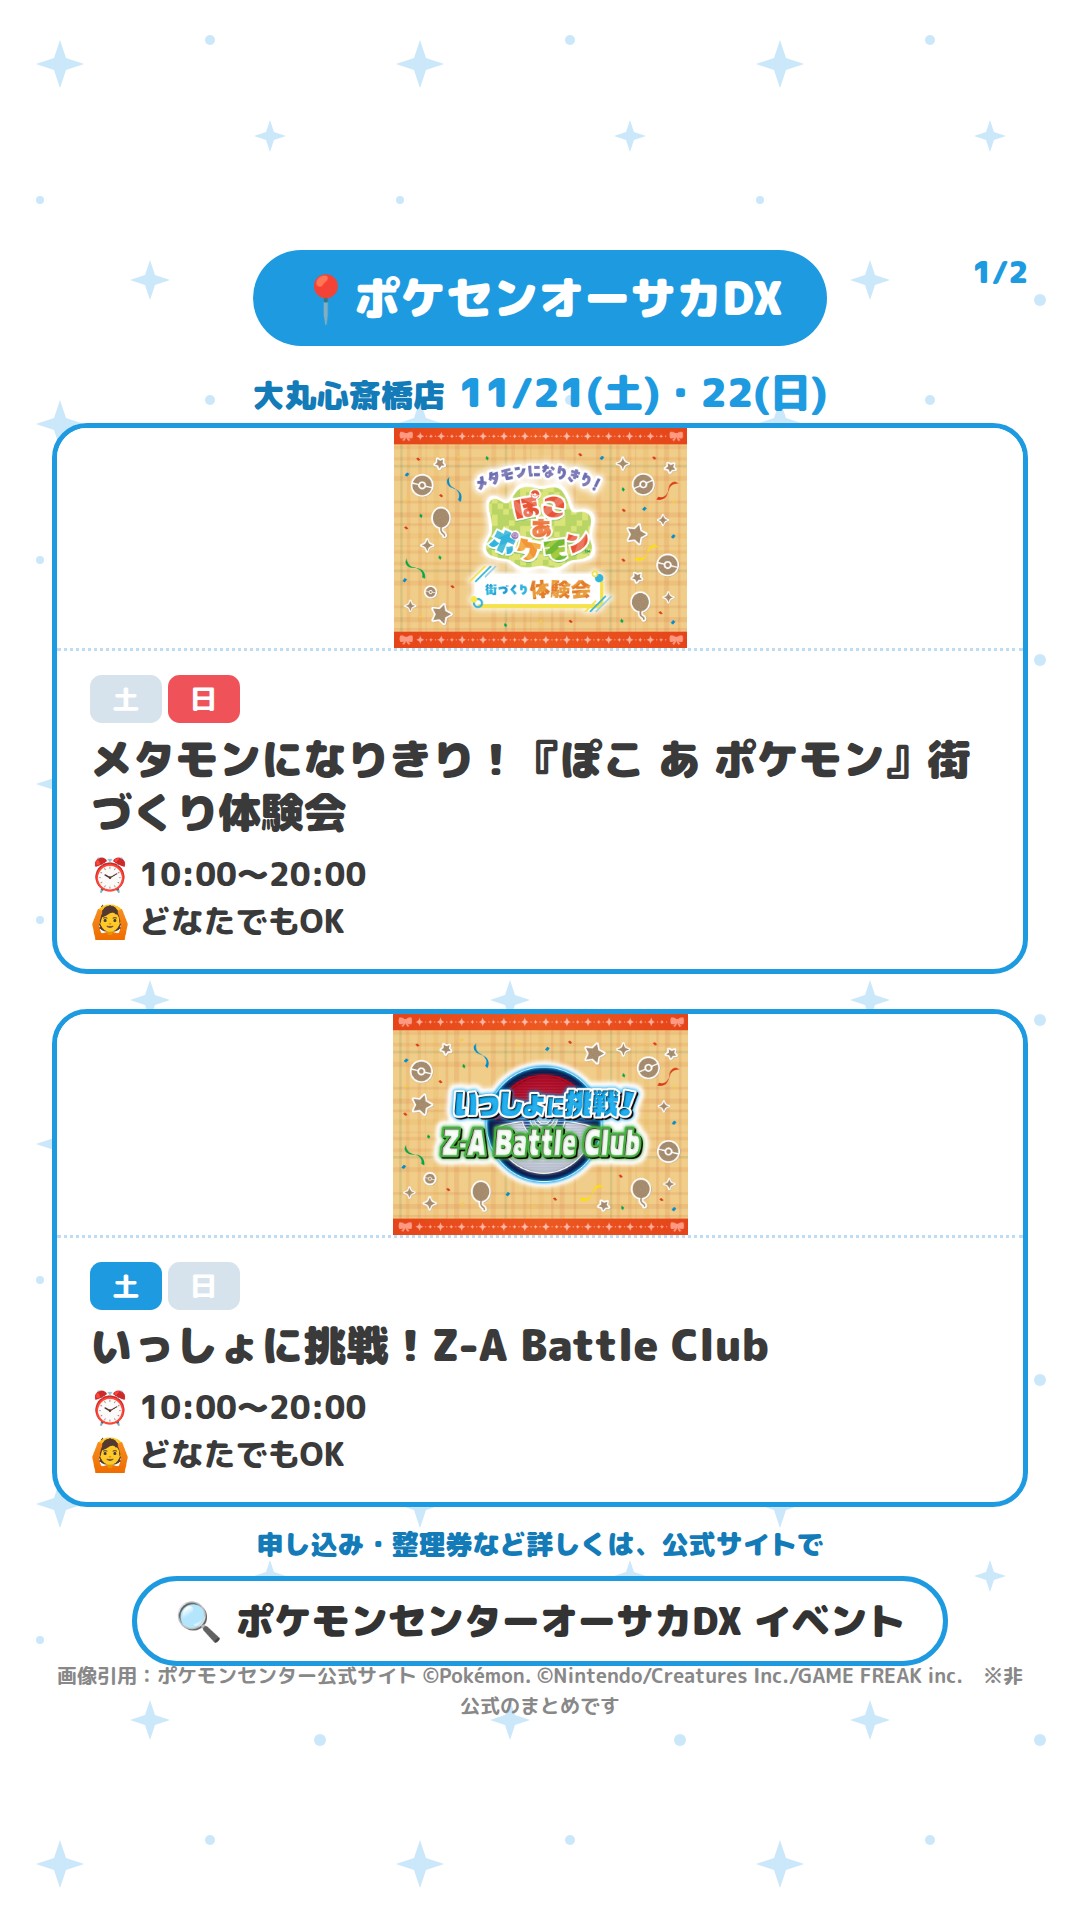 ポケセンオーサカDX
1/2
大丸心斎橋店 11/21(土)・22(日)
メタモンになりきり!
ぽこ
あ
ポケモン
街づくり体験会
土 日
メタモンになりきり!『ぽこ あ ポケモン』街
づくり体験会
10:00〜20:00
どなたでもOK
いっしょに挑戦!
Z-A Battle Club
土 日
いっしょに挑戦!Z-A Battle Club
10:00〜20:00
どなたでもOK
申し込み・整理券など詳しくは、公式サイトで
ポケモンセンターオーサカDX イベント
画像引用:ポケモンセンター公式サイト ©Pokémon. ©Nintendo/Creatures Inc./GAME FREAK inc. ※非
公式のまとめです